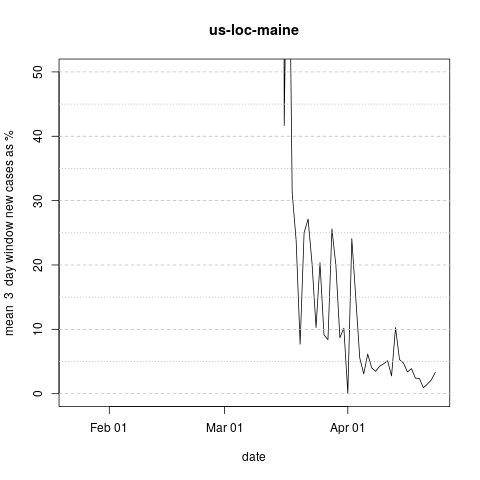 us-loc-maine
mean 3 day window new cases as %
50
40
30
20
10
0
Feb 01
Mar 01
Apr 01
date